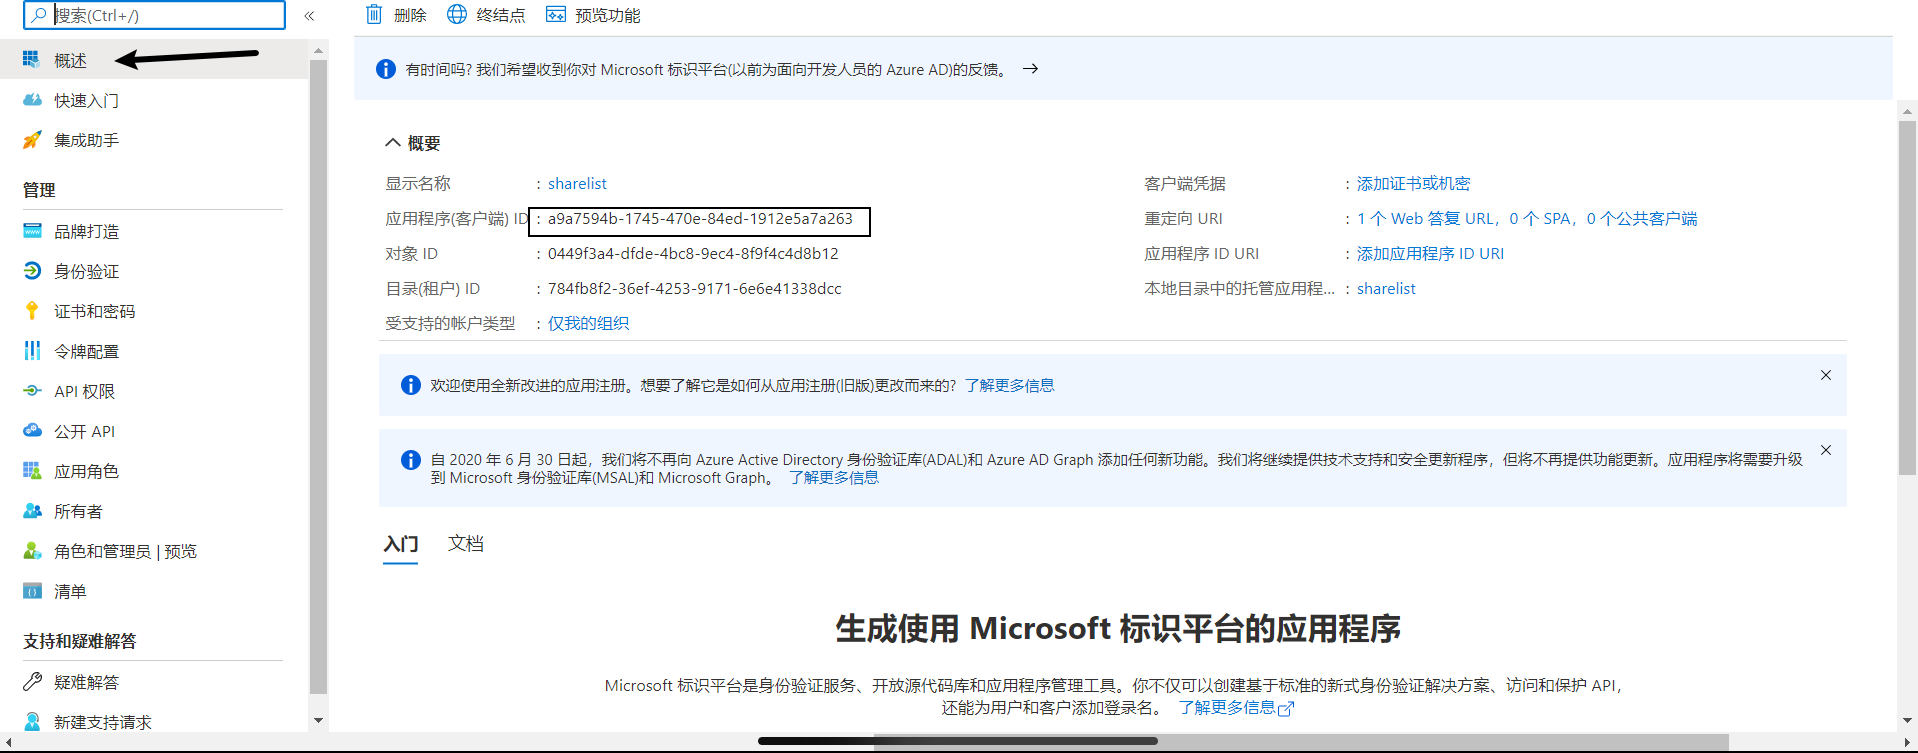 搜索(Ctrl+/)
«
删除
终结点
预览功能
概述
快速入门
集成助手
管理
品牌打造
身份验证
证书和密码
令牌配置
API 权限
公开 API
应用角色
所有者
角色和管理员 | 预览
清单
支持和疑难解答
疑难解答
新建支持请求
有时间吗? 我们希望收到你对 Microsoft 标识平台(以前为面向开发人员的 Azure AD)的反馈。 →
概要
显示名称 : sharelist
应用程序(客户端) ID : a9a7594b-1745-470e-84ed-1912e5a7a263
对象 ID : 0449f3a4-dfde-4bc8-9ec4-8f9f4c4d8b12
目录(租户) ID : 784fb8f2-36ef-4253-9171-6e6e41338dcc
受支持的帐户类型 : 仅我的组织
客户端凭据 : 添加证书或机密
重定向 URI : 1 个 Web 答复 URL，0 个 SPA，0 个公共客户端
应用程序 ID URI : 添加应用程序 ID URI
本地目录中的托管应用程... : sharelist
欢迎使用全新改进的应用注册。想要了解它是如何从应用注册(旧版)更改而来的? 了解更多信息
自 2020 年 6 月 30 日起，我们将不再向 Azure Active Directory 身份验证库(ADAL)和 Azure AD Graph 添加任何新功能。我们将继续提供技术支持和安全更新程序，但将不再提供功能更新。应用程序将需要升级
到 Microsoft 身份验证库(MSAL)和 Microsoft Graph。 了解更多信息
入门
文档
生成使用 Microsoft 标识平台的应用程序
Microsoft 标识平台是身份验证服务、开放源代码库和应用程序管理工具。你不仅可以创建基于标准的新式身份验证解决方案、访问和保护 API，
还能为用户和客户添加登录名。 了解更多信息